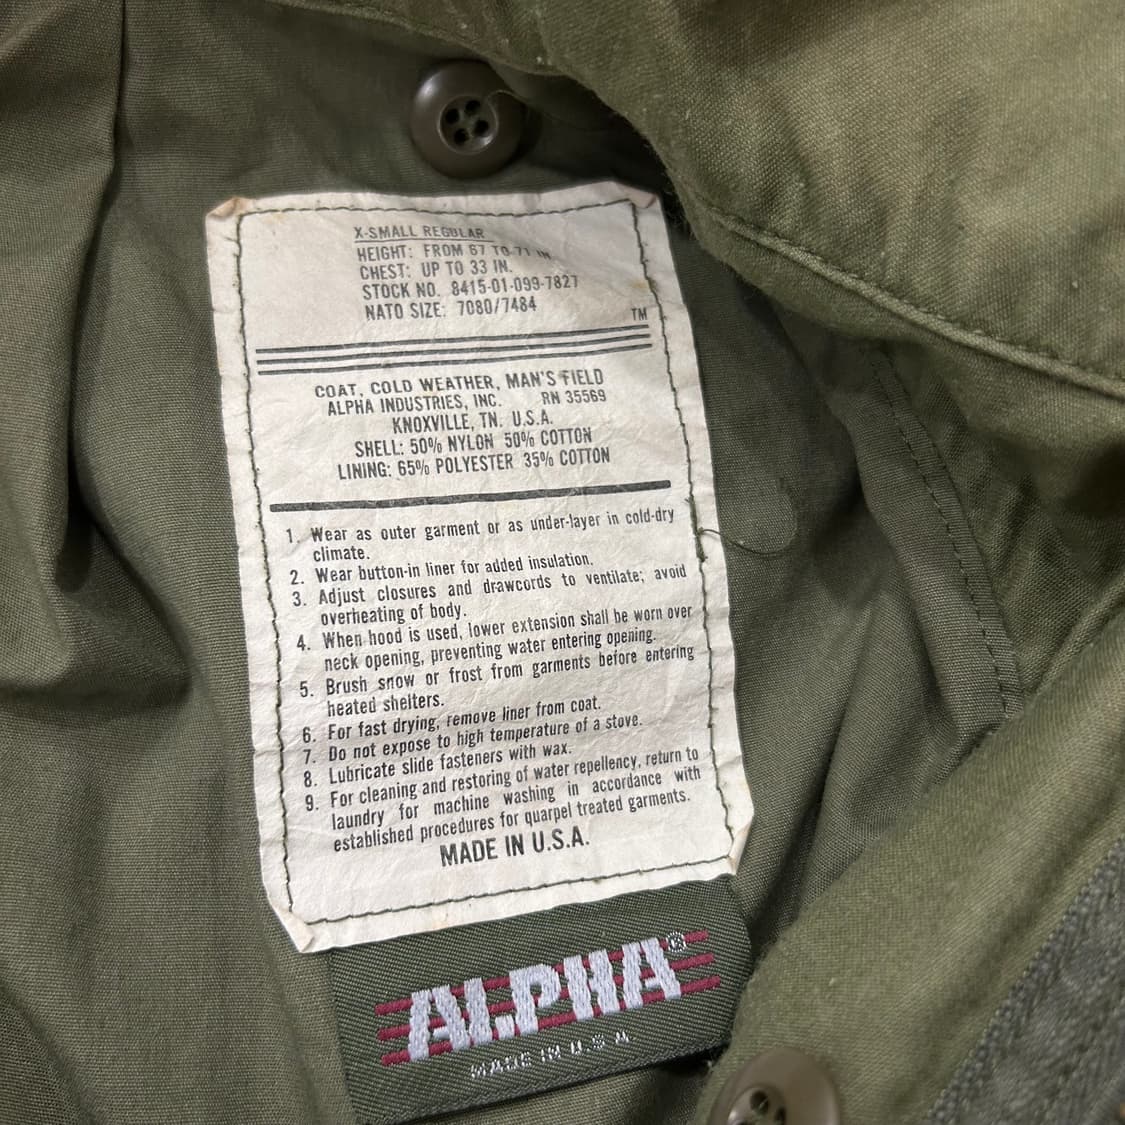 X-SMALL REGULAR
HEIGHT: FROM 67 TO 71 IN.
CHEST: UP TO 33 IN.
STOCK NO. 8415-01-099-7827
NATO SIZE: 7080/7484
TM
COAT, COLD WEATHER, MAN'S FIELD
ALPHA INDUSTRIES, INC. RN 35569
KNOXVILLE, TN. U.S.A.
SHELL: 50% NYLON 50% COTTON
LINING: 65% POLYESTER 35% COTTON
1. Wear as outer garment or as under-layer in cold-dry
climate.
2. Wear button-in liner for added insulation.
3. Adjust closures and drawcords to ventilate; avoid
overheating of body.
4. When hood is used, lower extension shall be worn over
neck opening, preventing water entering opening.
5. Brush snow or frost from garments before entering
heated shelters.
6. For fast drying, remove liner from coat.
7. Do not expose to high temperature of a stove.
8. Lubricate slide fasteners with wax.
9. For cleaning and restoring of water repellency, return to
laundry for machine washing in accordance with
established procedures for quarpel treated garments.
MADE IN U.S.A.
ALPHA®
MADE IN U.S.A